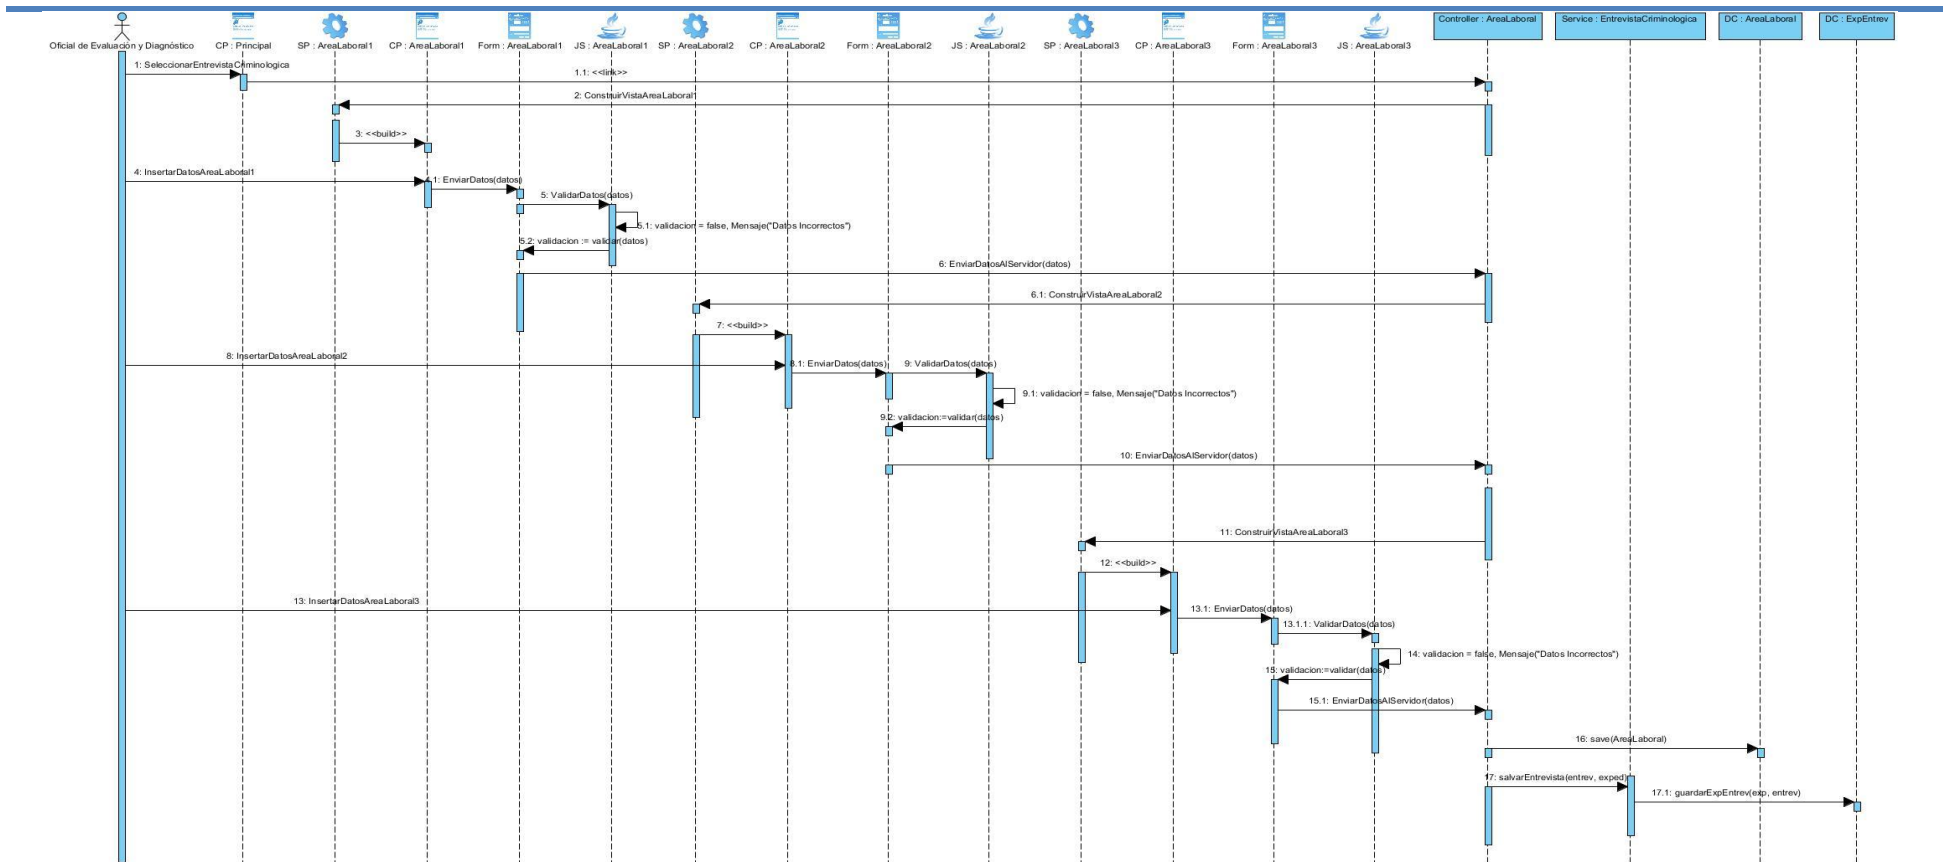 Oficial de Evaluación y Diagnóstico
CP : Principal
SP : AreaLaboral1
CP : AreaLaboral1
Form : AreaLaboral1
JS : AreaLaboral1
SP : AreaLaboral2
CP : AreaLaboral2
Form : AreaLaboral2
JS : AreaLaboral2
SP : AreaLaboral3
CP : AreaLaboral3
Form : AreaLaboral3
JS : AreaLaboral3
Controller : AreaLaboral
Service : EntrevistaCriminologica
DC : AreaLaboral
DC : ExpEntrev
1: SeleccionarEntrevistaCriminologica
1.1: <<link>>
2: ConstruirVistaAreaLaboral1
3: <<build>>
4: InsertarDatosAreaLaboral1
4.1: EnviarDatos(datos)
5: ValidarDatos(datos)
5.1: validacion = false, Mensaje("Datos Incorrectos")
5.2: validacion := validar(datos)
6: EnviarDatosAlServidor(datos)
6.1: ConstruirVistaAreaLaboral2
7: <<build>>
8: InsertarDatosAreaLaboral2
8.1: EnviarDatos(datos)
9: ValidarDatos(datos)
9.1: validacion = false, Mensaje("Datos Incorrectos")
9.2: validacion:=validar(datos)
10: EnviarDatosAlServidor(datos)
11: ConstruirVistaAreaLaboral3
12: <<build>>
13: InsertarDatosAreaLaboral3
13.1: EnviarDatos(datos)
13.1.1: ValidarDatos(datos)
14: validacion = false, Mensaje("Datos Incorrectos")
15: validacion:=validar(datos)
15.1: EnviarDatosAlServidor(datos)
16: save(AreaLaboral)
17: salvarEntrevista(entrev, exped)
17.1: guardarExpEntrev(exp, entrev)